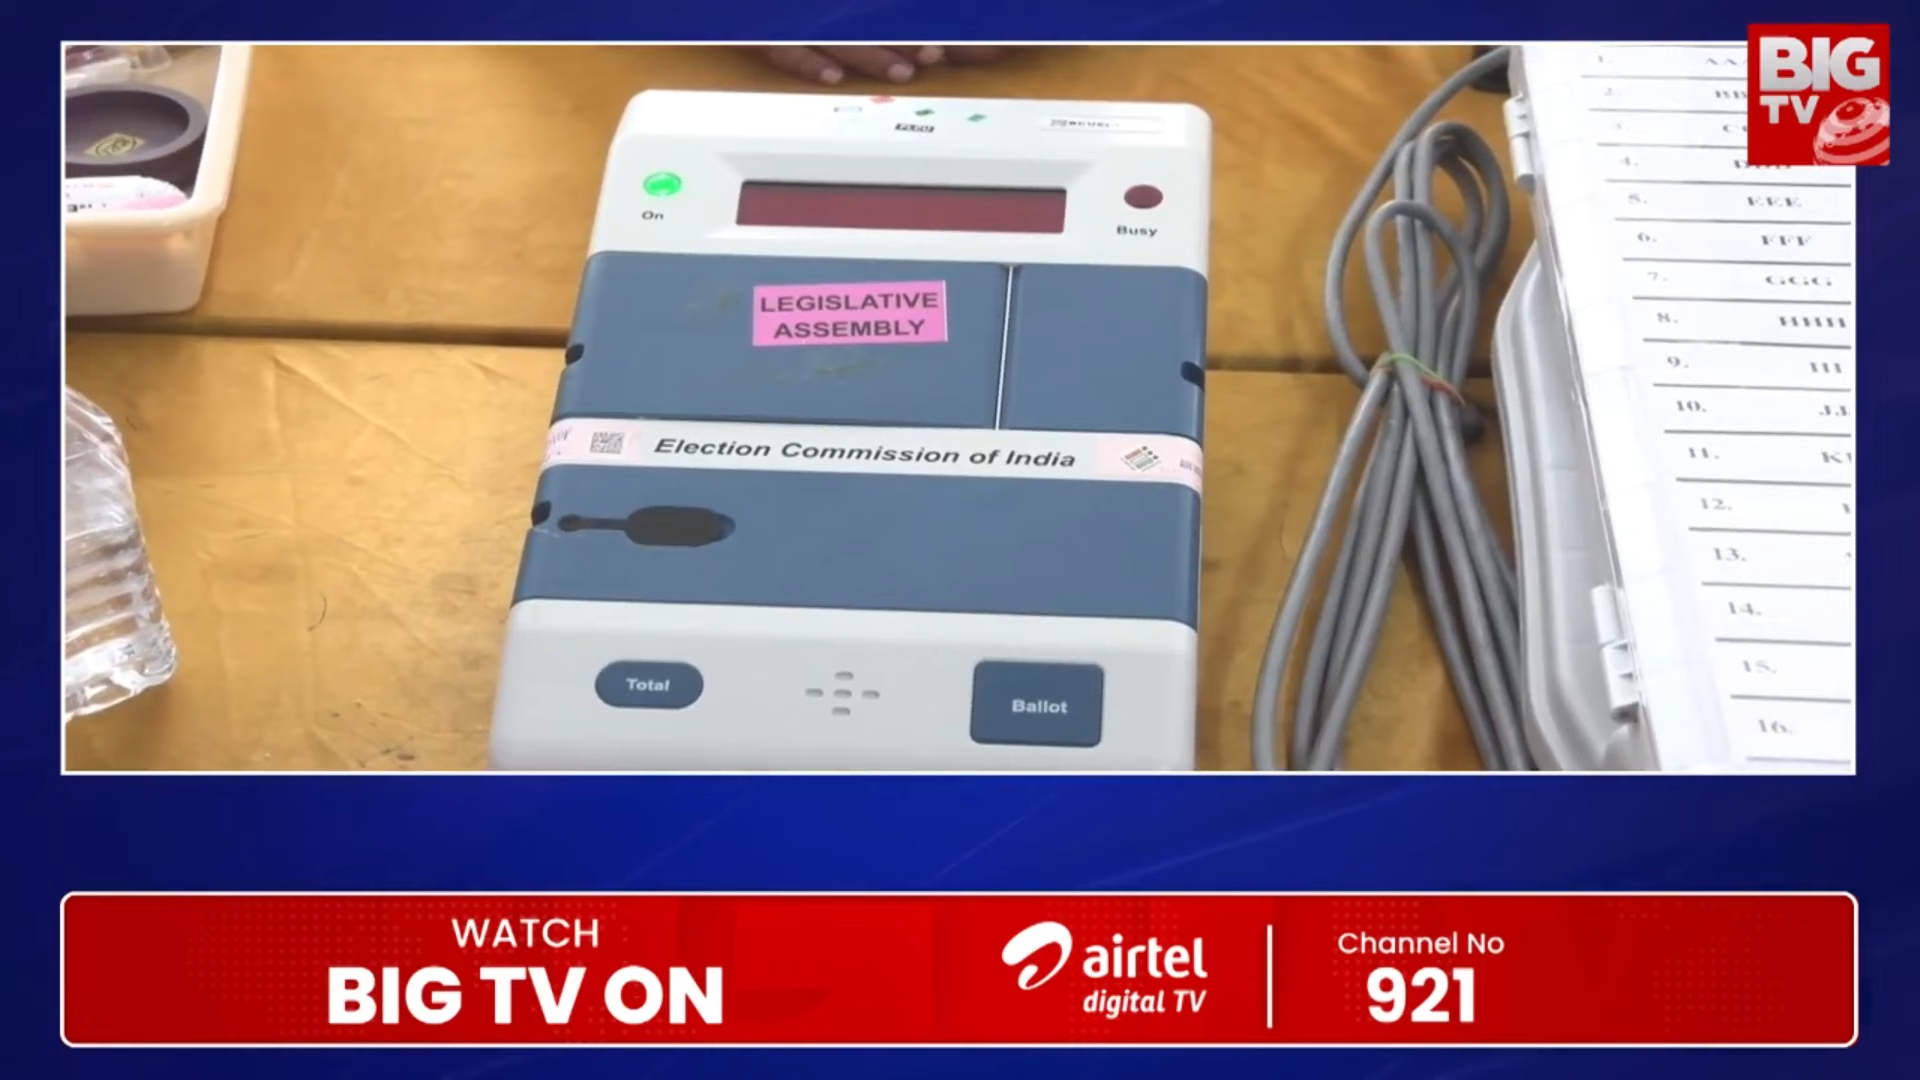 BIG
TV
On
Busy
LEGISLATIVE
ASSEMBLY
Election Commission of India
Total
Ballot
1.
2.
3.
4.
5. EEE
6. FFF
7. GGG
8. HHH
9. III
10.
11.
12.
13.
14.
15.
16.
WATCH
BIG TV ON
airtel
digital TV
Channel No
921